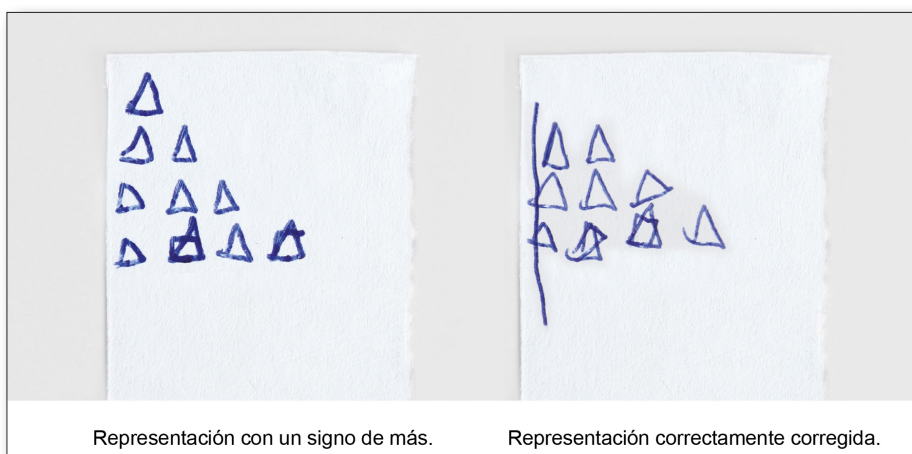 Representación con un signo de más.
Representación correctamente corregida.